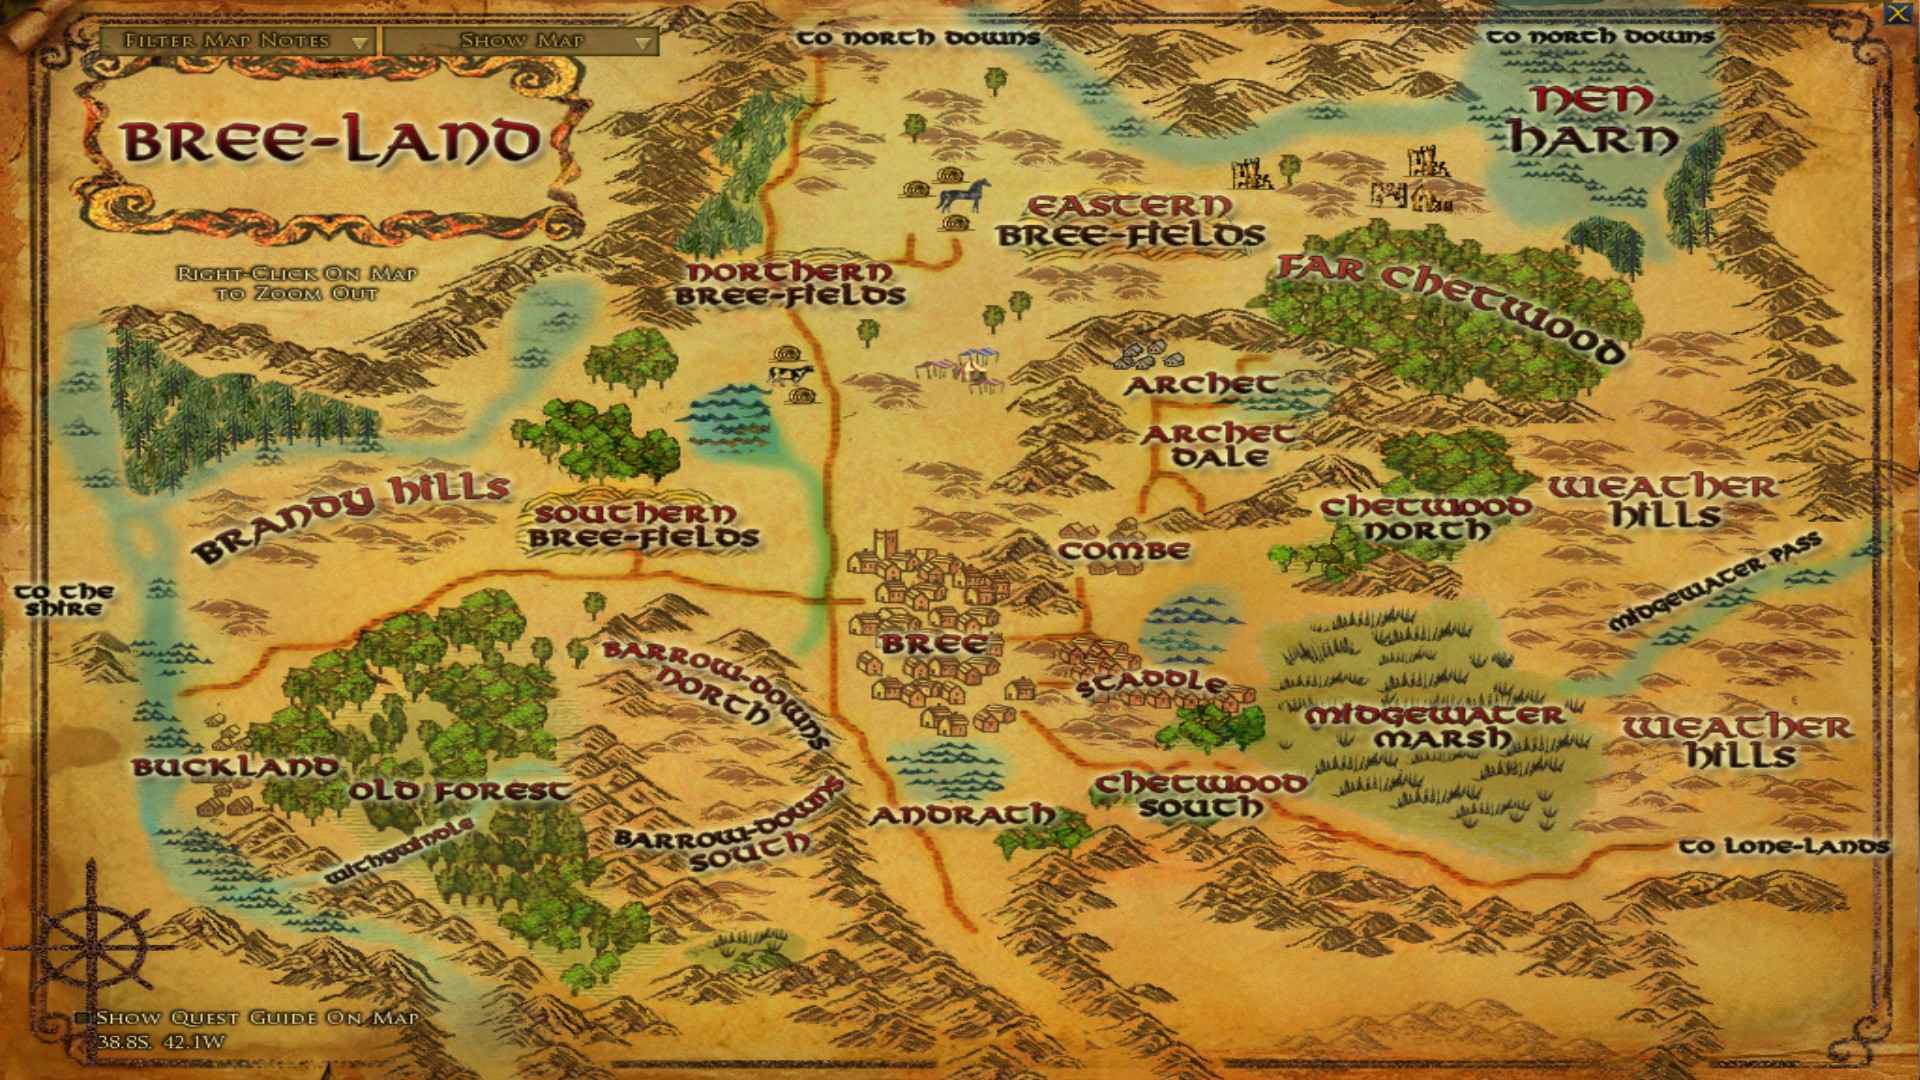 Filter Map Notes
Show Map
To North Downs
To North Downs
Nen
Harn
Bree-Land
Eastern
Bree-Fields
Right-Click On Map
to Zoom Out
Northern
Bree-Fields
Far Chetwood
Archet
Archet
Dale
Brandy Hills
Southern
Bree-Fields
Chetwood
North
Weather
Hills
Combe
Midgewater Pass
To The
Shire
Bree
Barrow-Downs
North
Staddle
Midgewater
Marsh
Weather
Hills
Buckland
Old Forest
Chetwood
South
Andrath
Barrow-Downs
South
Withywindle
To Lone-Lands
Show Quest Guide On Map
38.8S, 42.1W